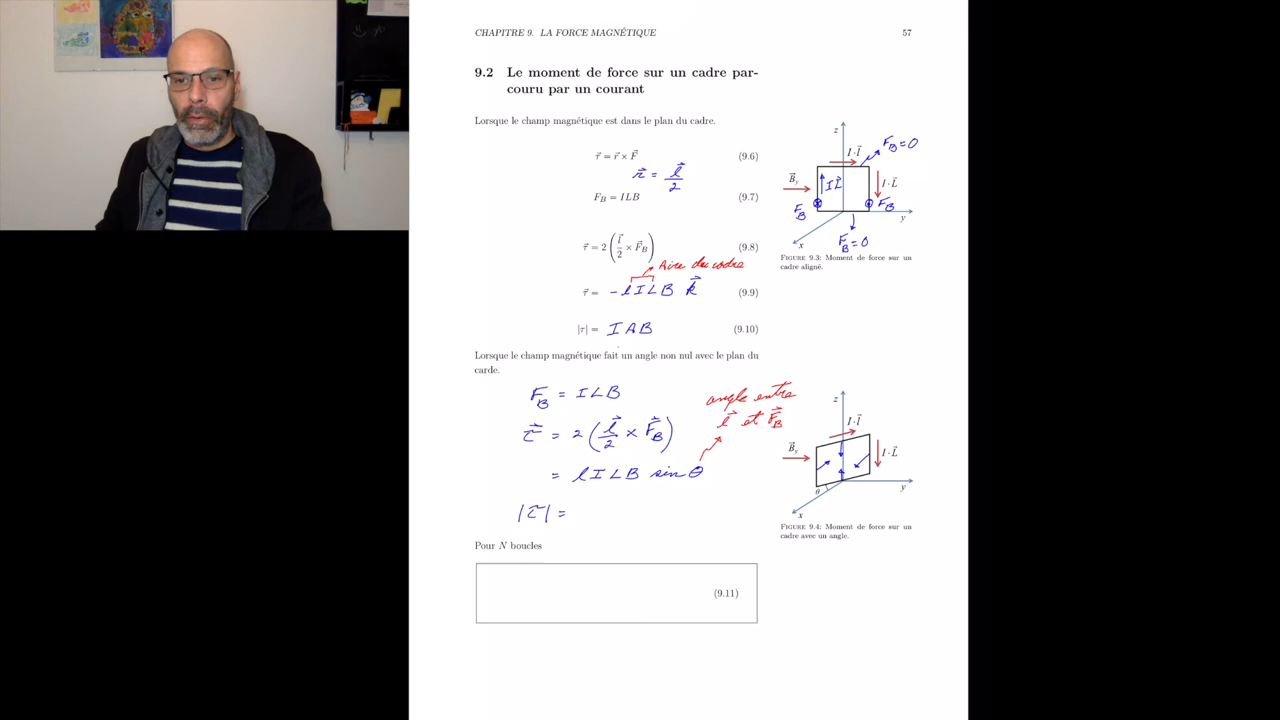 CHAPITRE 9. LA FORCE MAGNÉTIQUE 57
9.2 Le moment de force sur un cadre par-
couru par un courant
Lorsque le champ magnétique est dans le plan du cadre.
τ⃗ = r⃗ × F⃗ (9.6)
r⃗ = l⃗/2
F_B = ILB (9.7)
τ⃗ = 2 (l⃗/2 × F⃗_B) (9.8)
Aire du cadre
τ⃗ = - l I L B k⃗ (9.9)
|τ| = I A B (9.10)
Lorsque le champ magnétique fait un angle non nul avec le plan du
carde.
F_B = I L B
angle entre
l⃗ et F⃗_B
τ⃗ = 2 (l⃗/2 × F⃗_B)
= l I L B sin θ
|τ| =
Pour N boucles
(9.11)
z
I · l⃗
F_B = 0
B⃗_y
I L⃗
I · L⃗
F_B
F_B
y
x
F_B = 0
FIGURE 9.3: Moment de force sur un
cadre aligné.
z
I · l⃗
B⃗_y
I · L⃗
θ
y
x
FIGURE 9.4: Moment de force sur un
cadre avec un angle.